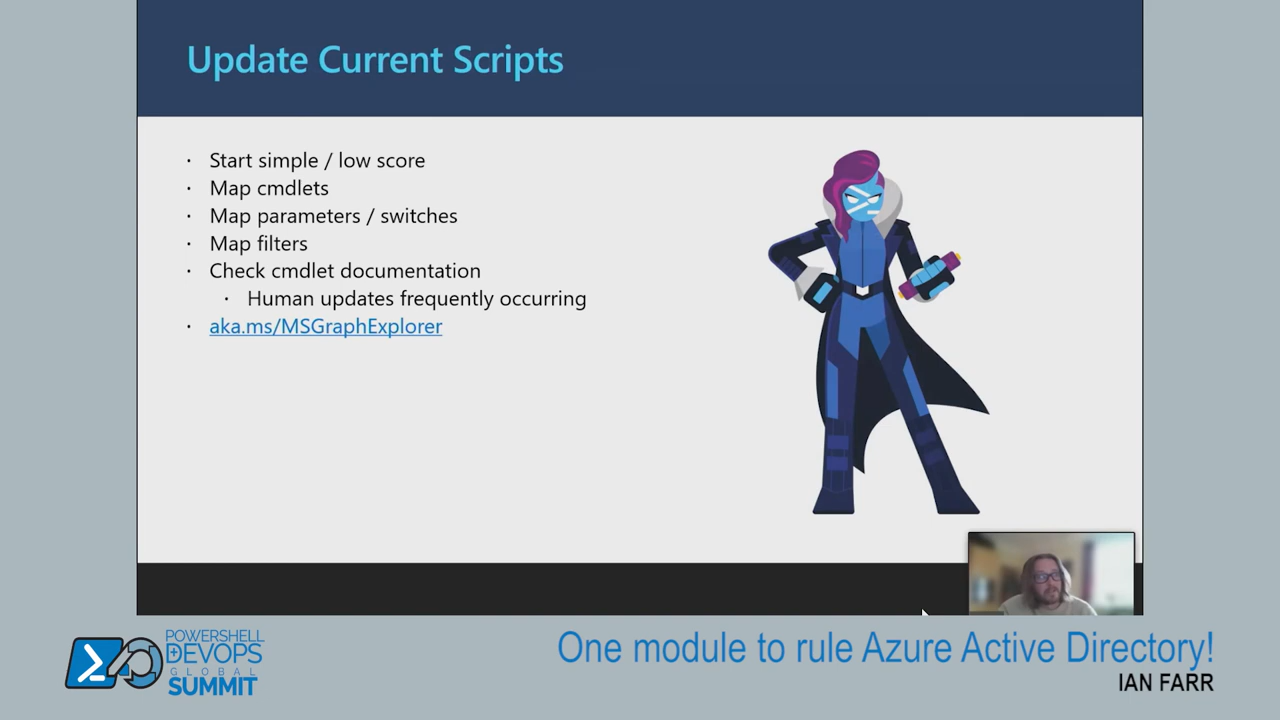 Update Current Scripts
· Start simple / low score
· Map cmdlets
· Map parameters / switches
· Map filters
· Check cmdlet documentation
· Human updates frequently occurring
· aka.ms/MSGraphExplorer
POWERSHELL
DEVOPS
GLOBAL
SUMMIT
One module to rule Azure Active Directory!
IAN FARR